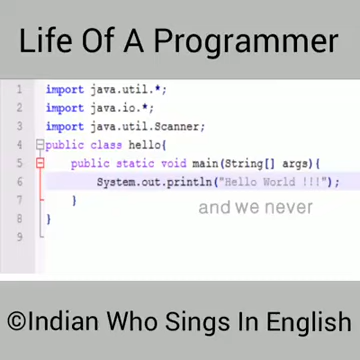 Life Of A Programmer
1 import java.util.*;
2 import java.io.*;
3 import java.util.Scanner;
4 public class hello{
5 public static void main(String[] args){
6 System.out.println("Hello World !!!");
7 }
and we never
8 }
9
©Indian Who Sings In English